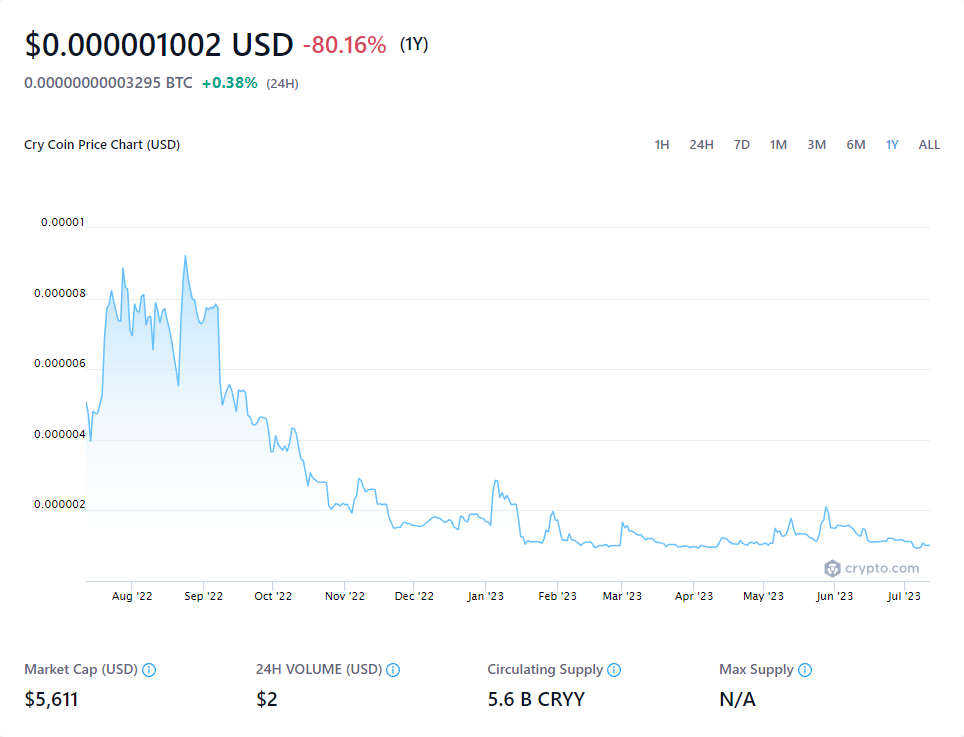 $0.000001002 USD -80.16% (1Y)
0.00000000003295 BTC +0.38% (24H)
Cry Coin Price Chart (USD) 1H 24H 7D 1M 3M 6M 1Y ALL
0.00001
0.000008
0.000006
0.000004
0.000002
crypto.com
Aug '22 Sep '22 Oct '22 Nov '22 Dec '22 Jan '23 Feb '23 Mar '23 Apr '23 May '23 Jun '23 Jul '23
Market Cap (USD) 24H VOLUME (USD) Circulating Supply Max Supply
$5,611 $2 5.6 B CRYY N/A